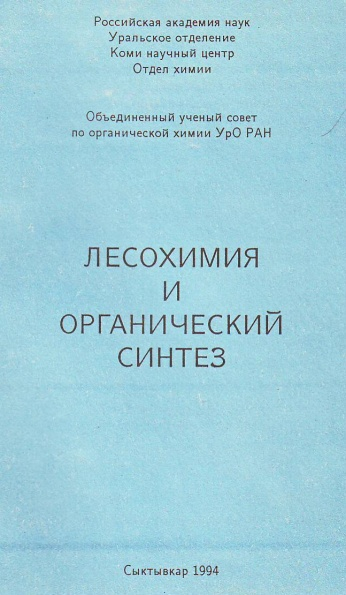 Российская академия наук
Уральское отделение
Коми научный центр
Отдел химии
Объединенный ученый совет
по органической химии УрО РАН
ЛЕСОХИМИЯ
И
ОРГАНИЧЕСКИЙ
СИНТЕЗ
Сыктывкар 1994